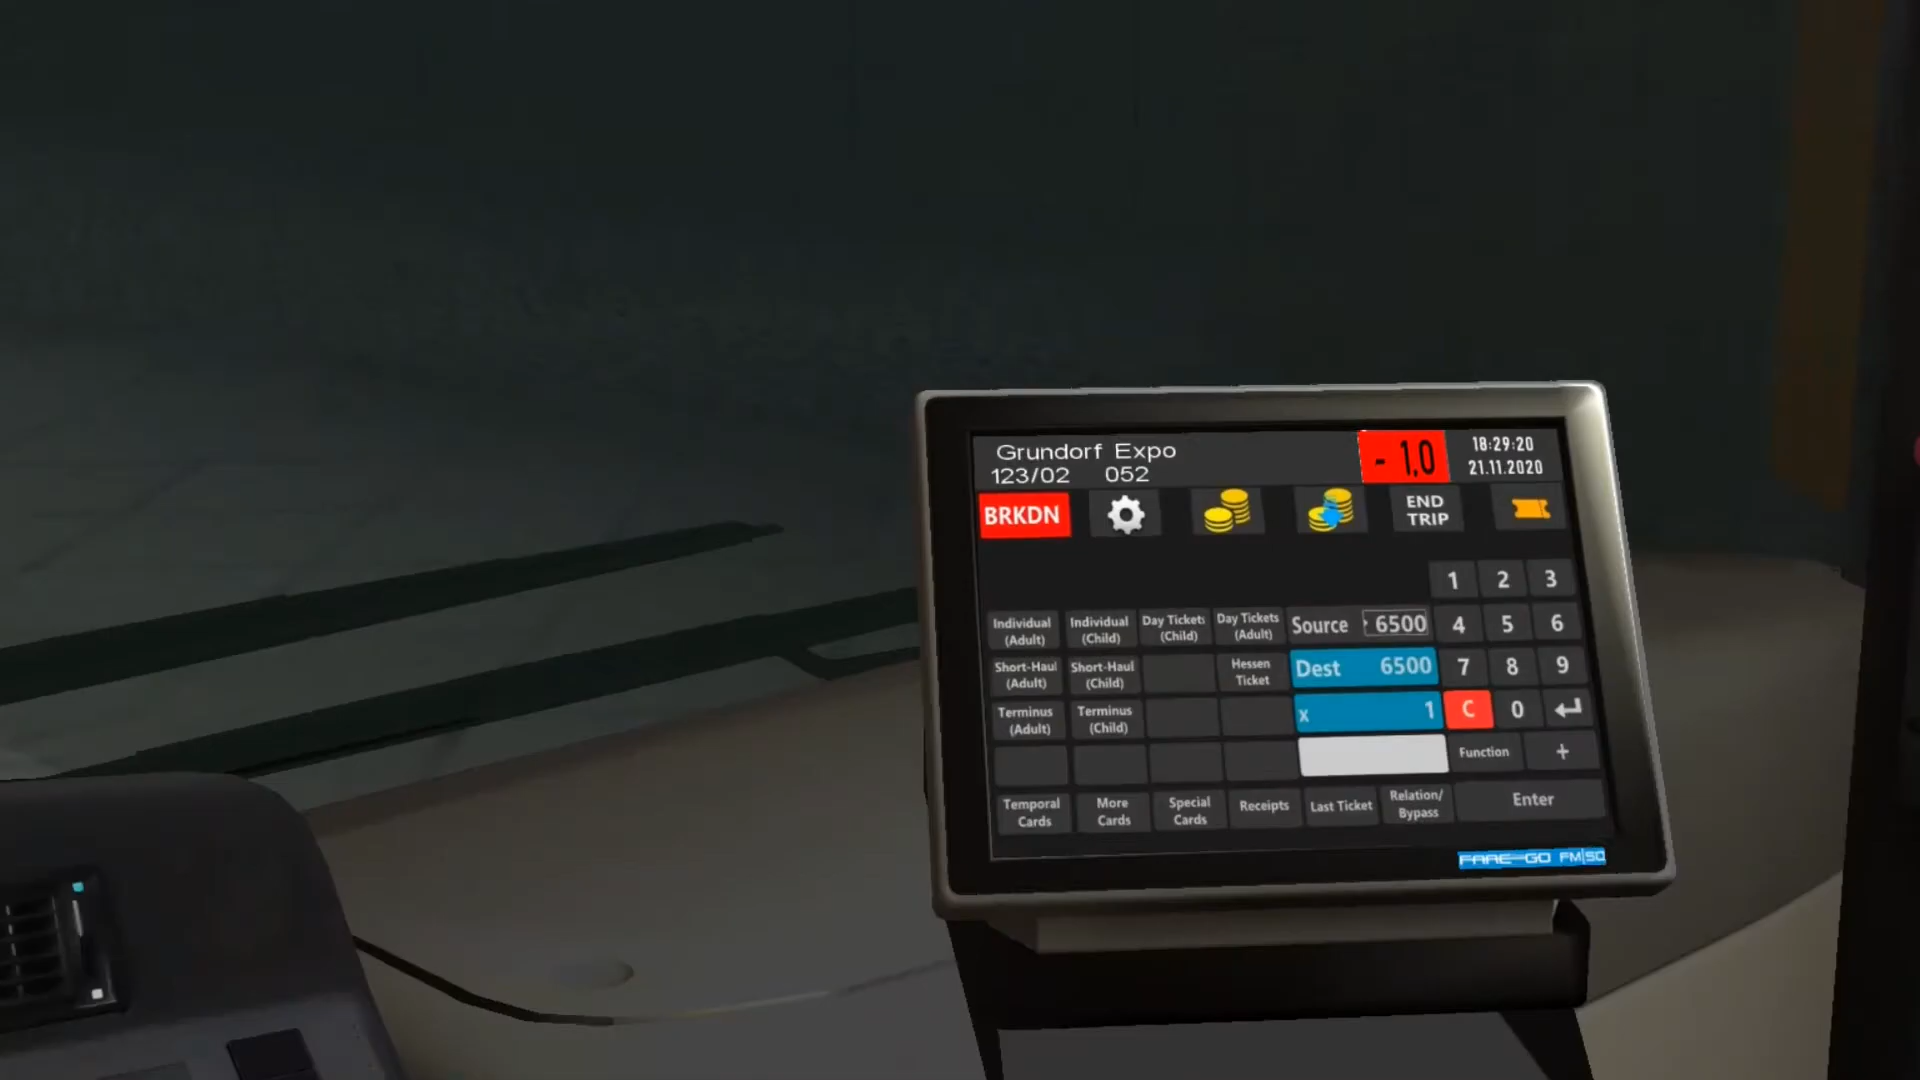 Grundorf Expo
123/02 052
- 1,0
18:29:20
21.11.2020
BRKDN
END
TRIP
1 2 3
Individual
(Adult)
Individual
(Child)
Day Tickets
(Child)
Day Tickets
(Adult)
Source 6500
4 5 6
Short-Haul
(Adult)
Short-Haul
(Child)
Hessen
Ticket
Dest 6500
7 8 9
Terminus
(Adult)
Terminus
(Child)
x 1
C 0
Function +
Temporal
Cards
More
Cards
Special
Cards
Receipts
Last Ticket
Relation/
Bypass
Enter
FARE-GO FM|SQ